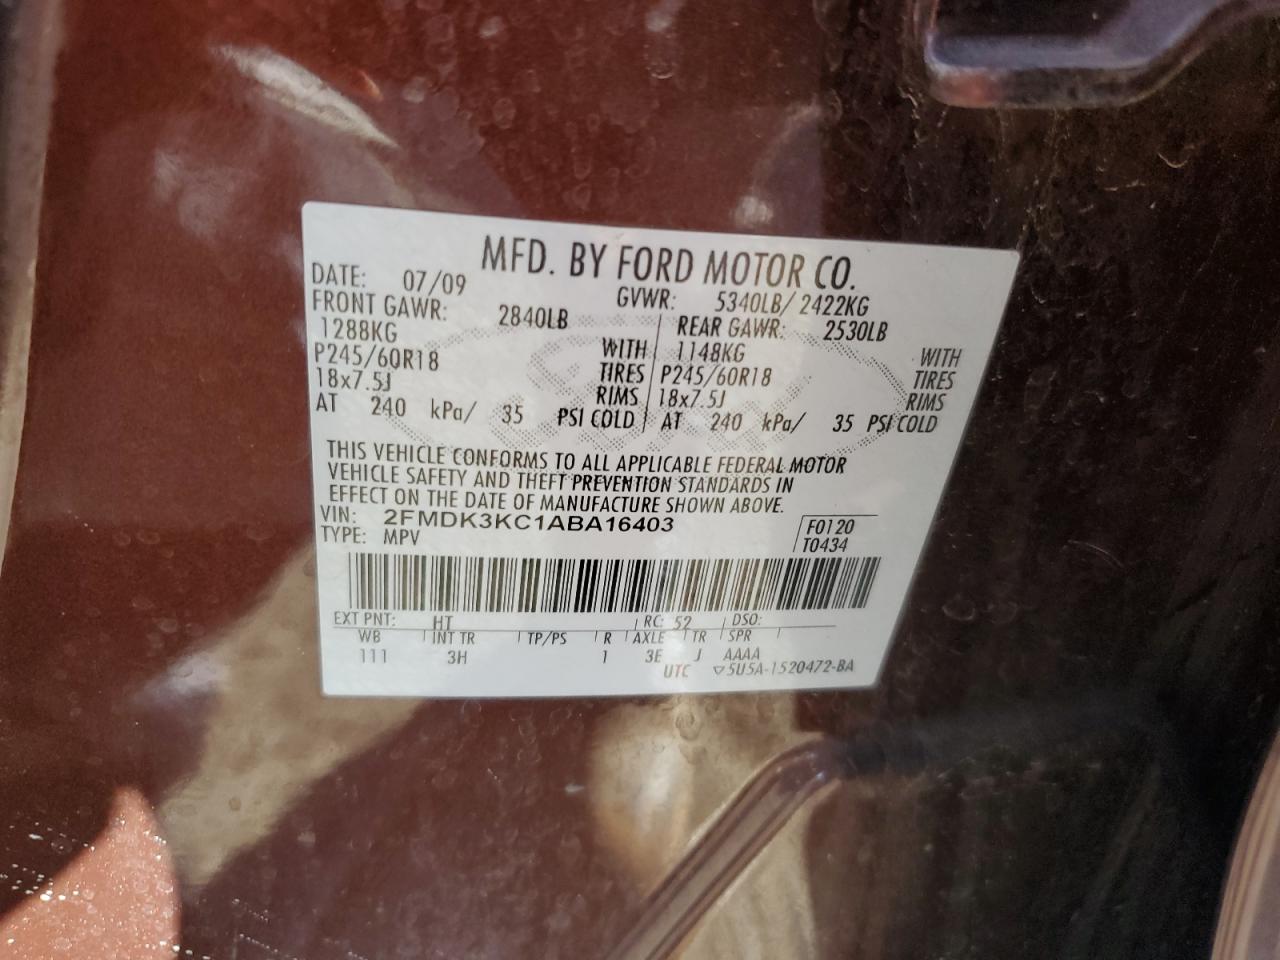 MFD. BY FORD MOTOR CO.
DATE: 07/09 GVWR: 5340LB/ 2422KG
FRONT GAWR: 2840LB REAR GAWR: 2530LB
1288KG WITH 1148KG WITH
P245/60R18 TIRES P245/60R18 TIRES
18x7.5J RIMS 18x7.5J RIMS
AT 240 kPa/ 35 PSI COLD AT 240 kPa/ 35 PSI COLD
THIS VEHICLE CONFORMS TO ALL APPLICABLE FEDERAL MOTOR
VEHICLE SAFETY AND THEFT PREVENTION STANDARDS IN
EFFECT ON THE DATE OF MANUFACTURE SHOWN ABOVE.
VIN: 2FMDK3KC1ABA16403 F0120
TYPE: MPV T0434
EXT PNT: HT RC: 52 DSO:
WB INT TR TP/PS R AXLE TR SPR
111 3H 1 3E J AAAA
UTC ▽5U5A-1520472-BA